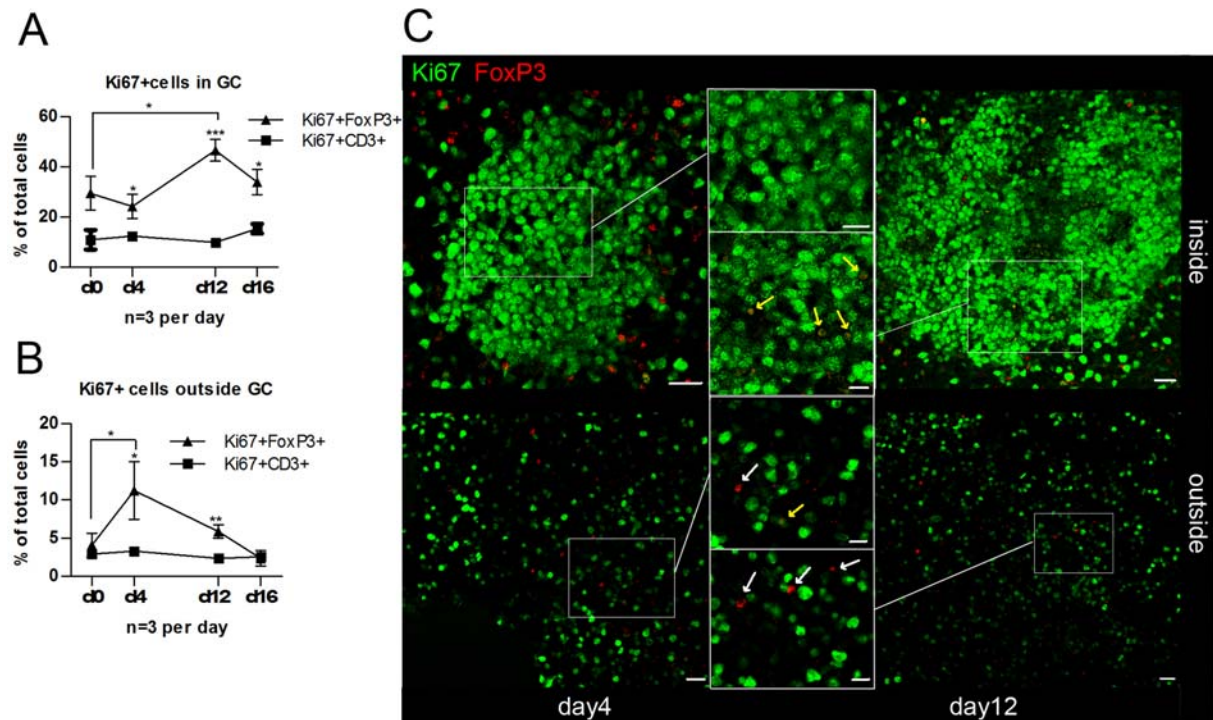 A
Ki67+cells in GC
*
Ki67+FoxP3+
Ki67+CD3+
***
*
*
60
40
20
0
% of total cells
d0 d4 d12 d16
n=3 per day
B
Ki67+ cells outside GC
*
Ki67+FoxP3+
Ki67+CD3+
*
**
20
15
10
5
0
% of total cells
d0 d4 d12 d16
n=3 per day
C
Ki67 FoxP3
inside
outside
day4 day12